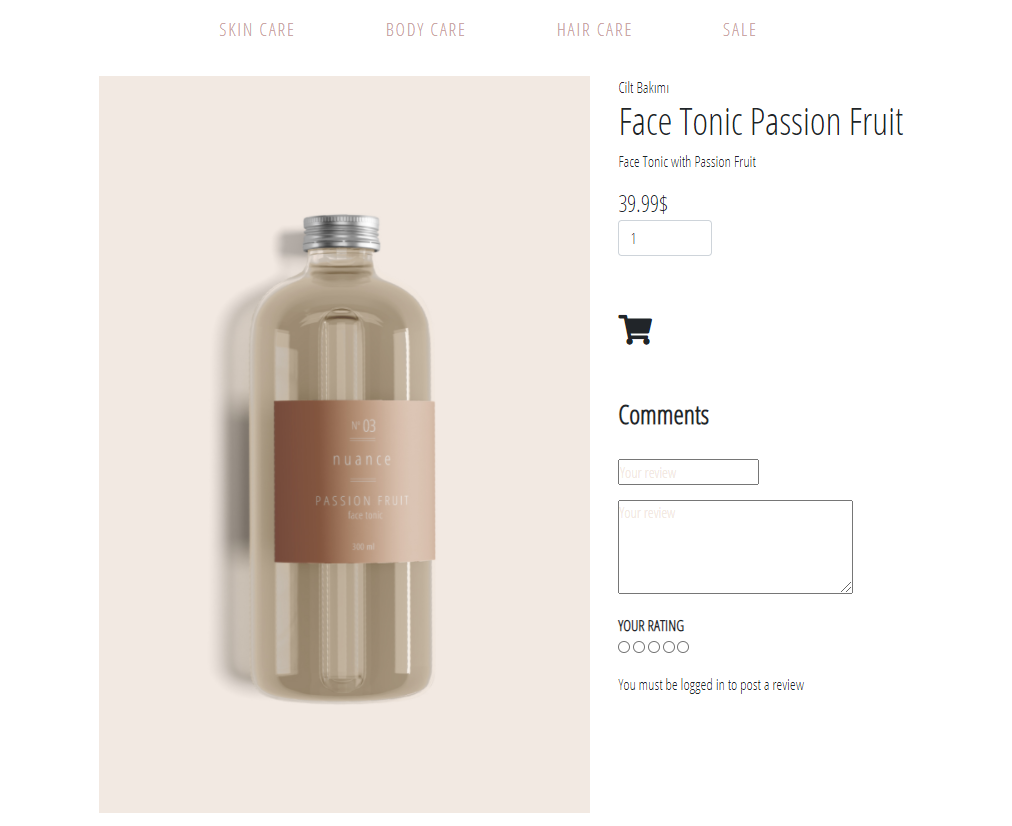 SKIN CARE BODY CARE HAIR CARE SALE
Cilt Bakımı
Face Tonic Passion Fruit
Face Tonic with Passion Fruit
39.99$
1
Comments
Your review
Your review
YOUR RATING
You must be logged in to post a review
Nº 03
nuance
PASSION FRUIT
face tonic
500 ml